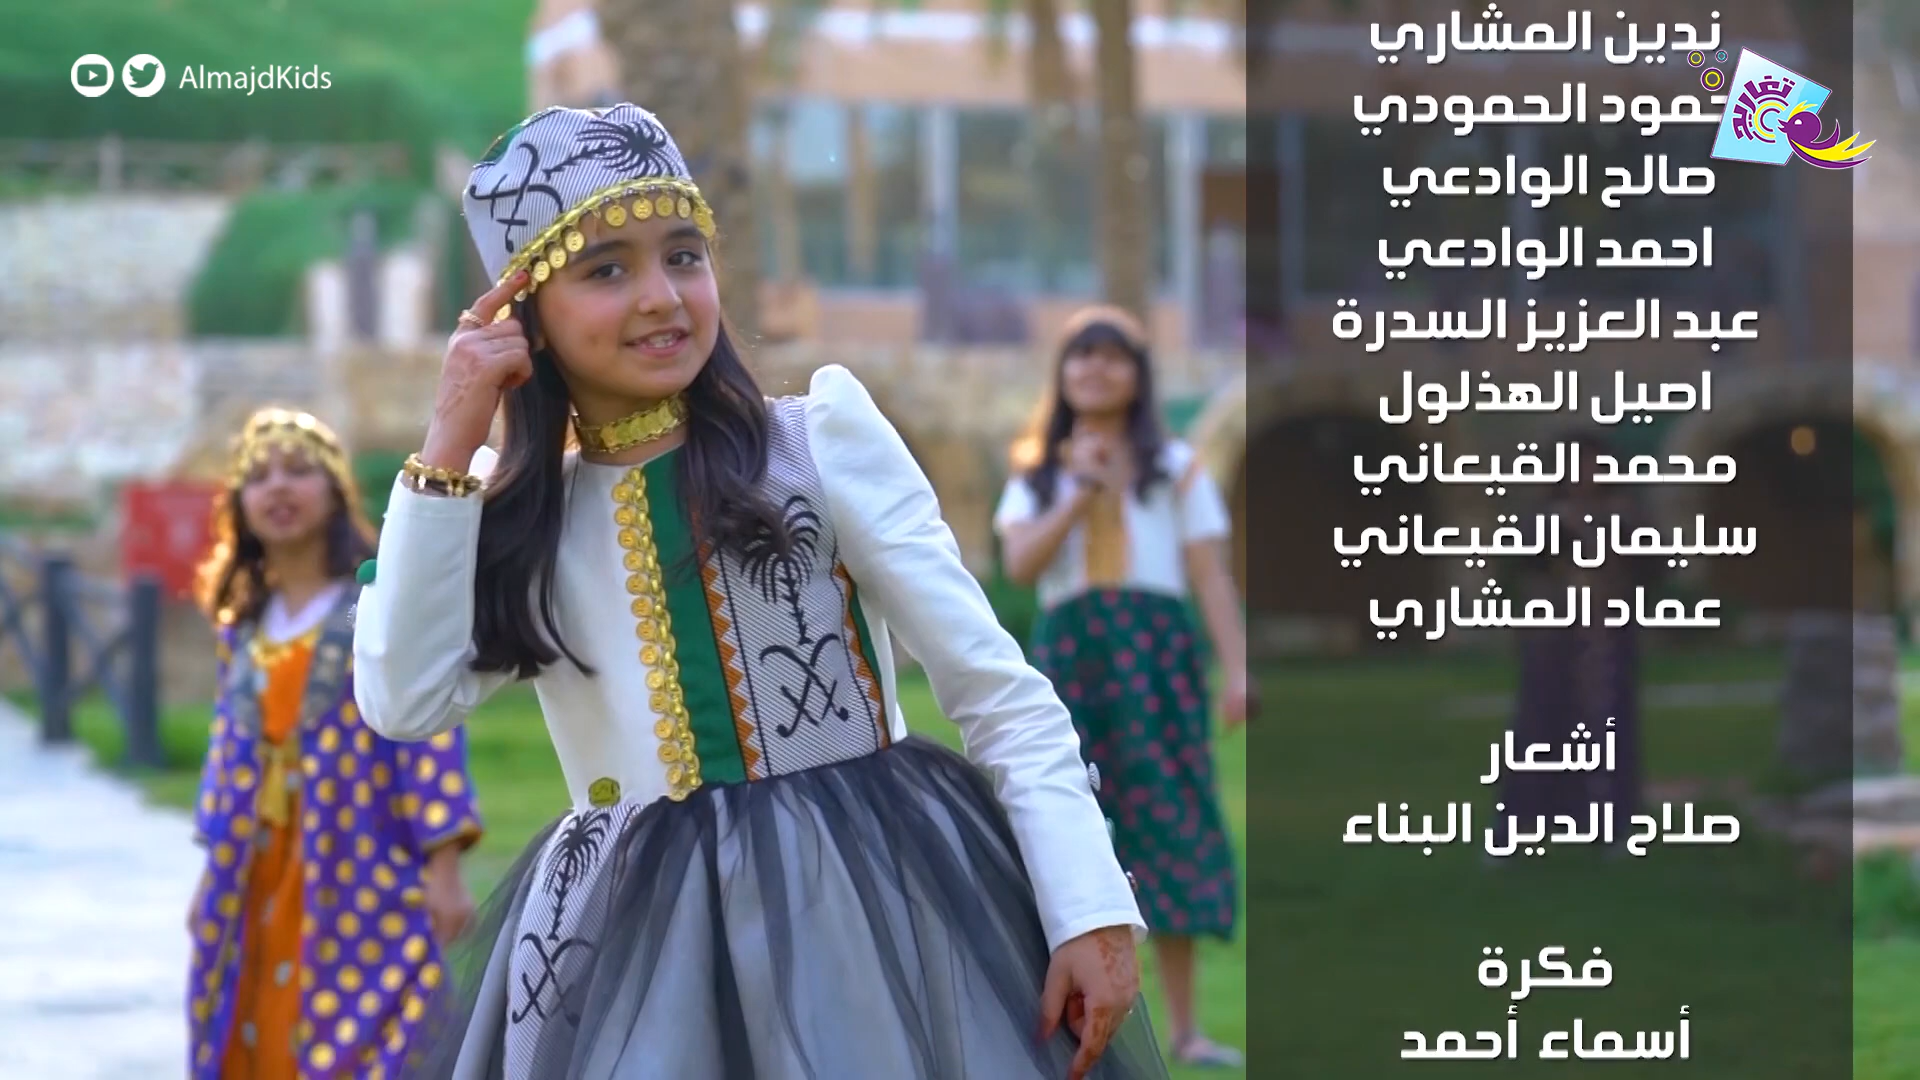 AlmajdKids
تغاريد
ندين المشاري
حمود الحمودي
صالح الوادعي
احمد الوادعي
عبد العزيز السدرة
اصيل الهذلول
محمد القيعاني
سليمان القيعاني
عماد المشاري
أشعار
صلاح الدين البناء
فكرة
أسماء أحمد